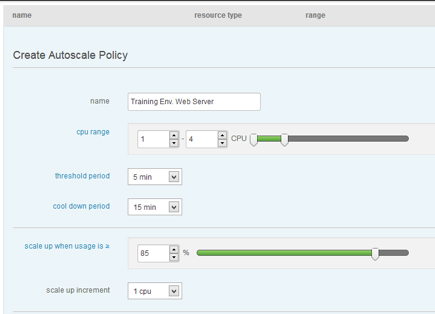 name resource type range
Create Autoscale Policy
name Training Env. Web Server
cpu range 1 - 4 CPU
threshold period 5 min
cool down period 15 min
scale up when usage is ≥ 85 %
scale up increment 1 cpu